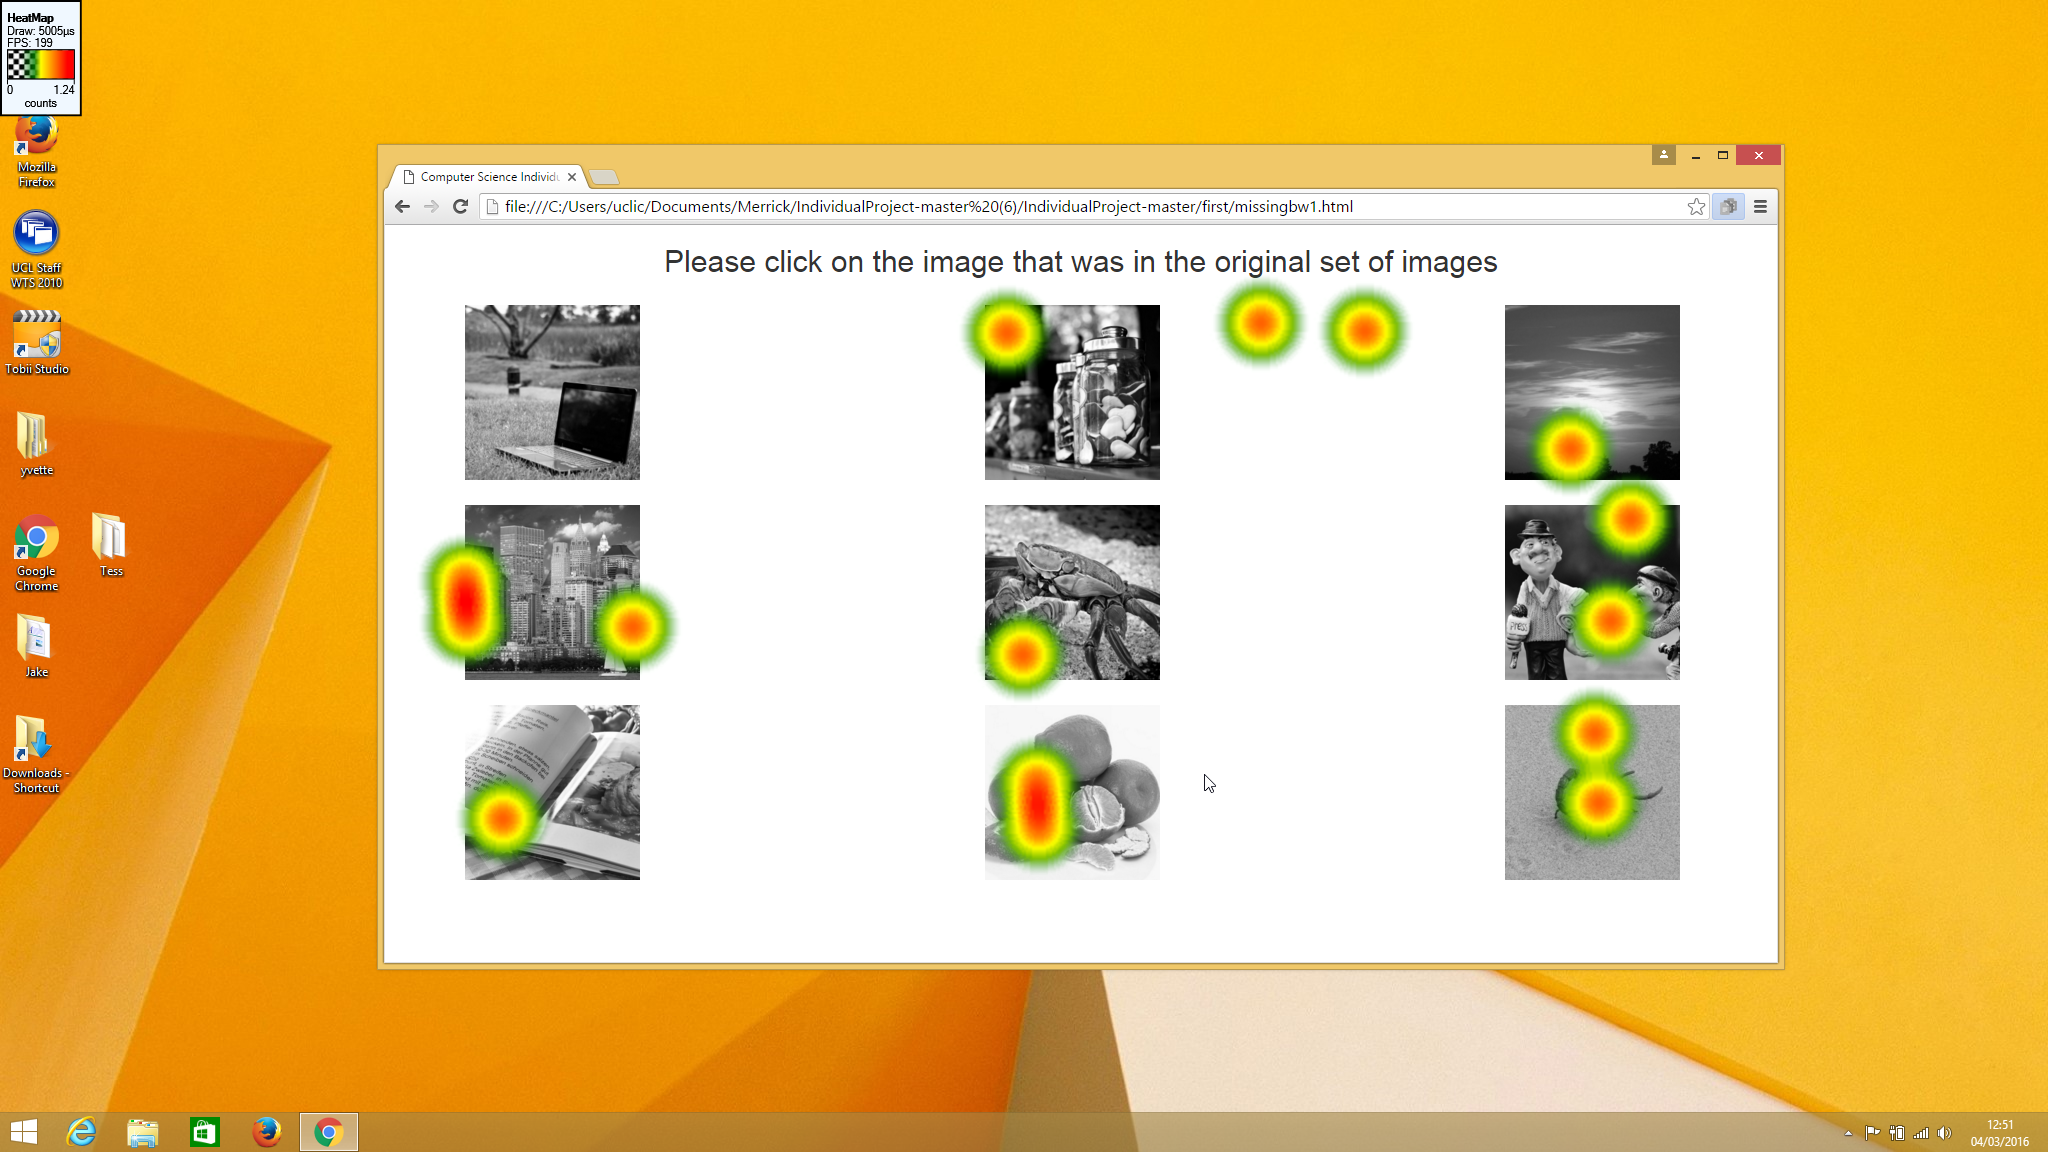 HeatMap
Draw: 5005µs
FPS: 199
0 1.24
counts
Mozilla
Firefox
UCL Staff
WTS 2010
Tobii Studio
yvette
Google
Chrome
Tess
Jake
Downloads -
Shortcut
Computer Science Individu
file:///C:/Users/uclic/Documents/Merrick/IndividualProject-master%20(6)/IndividualProject-master/first/missingbw1.html
Please click on the image that was in the original set of images
PRESS
12:51
04/03/2016